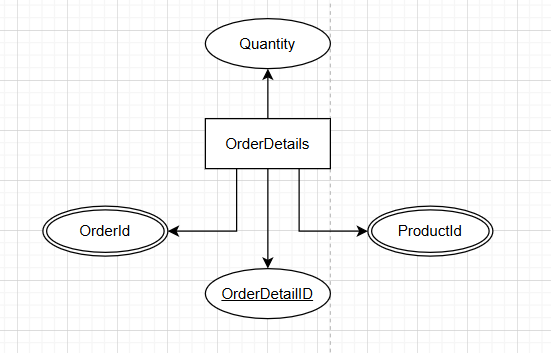 Quantity
OrderDetails
OrderId
ProductId
OrderDetailID